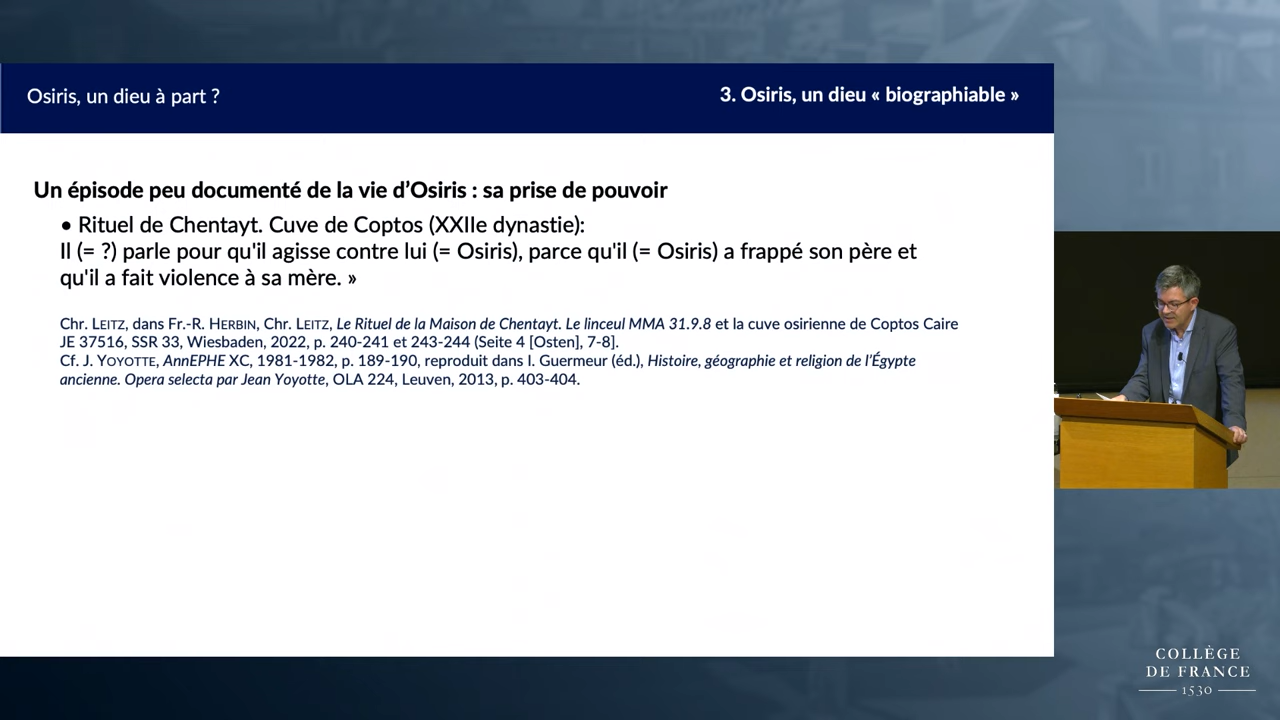 Osiris, un dieu à part ?
3. Osiris, un dieu « biographiable »
Un épisode peu documenté de la vie d'Osiris : sa prise de pouvoir
• Rituel de Chentayt. Cuve de Coptos (XXIIe dynastie):
Il (= ?) parle pour qu'il agisse contre lui (= Osiris), parce qu'il (= Osiris) a frappé son père et
qu'il a fait violence à sa mère. »
Chr. LEITZ, dans Fr.-R. HERBIN, Chr. LEITZ, Le Rituel de la Maison de Chentayt. Le linceul MMA 31.9.8 et la cuve osirienne de Coptos Caire
JE 37516, SSR 33, Wiesbaden, 2022, p. 240-241 et 243-244 (Seite 4 [Osten], 7-8].
Cf. J. YOYOTTE, AnnEPHE XC, 1981-1982, p. 189-190, reproduit dans I. Guermeur (éd.), Histoire, géographie et religion de l'Égypte
ancienne. Opera selecta par Jean Yoyotte, OLA 224, Leuven, 2013, p. 403-404.
COLLÈGE
DE FRANCE
1530